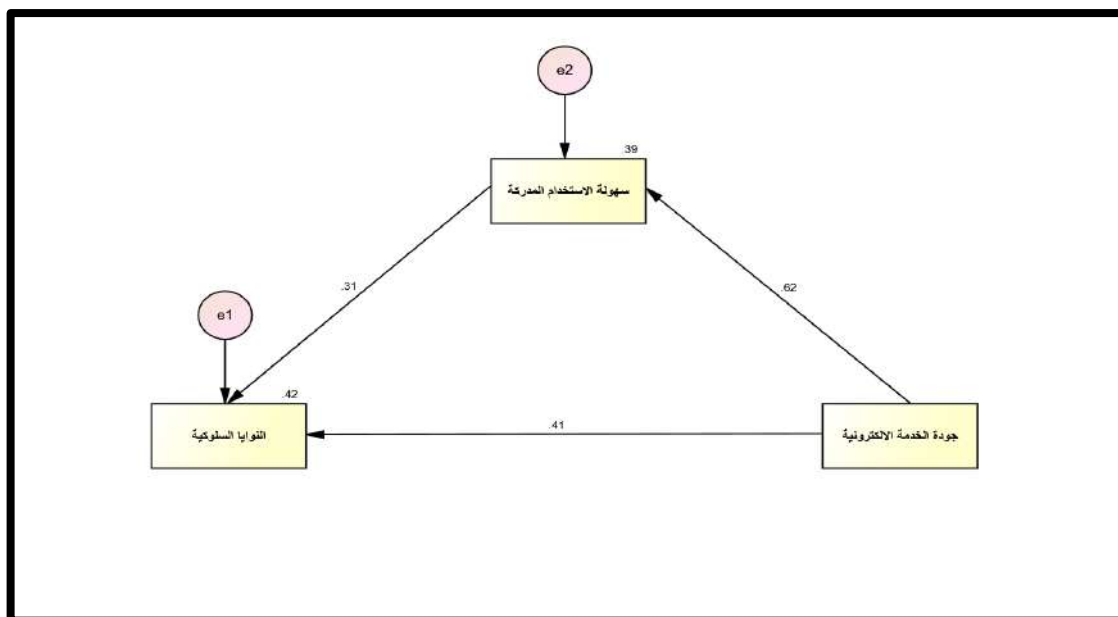 e2
.39
سهولة الاستخدام المدركة
.31
.62
e1
.42
النوايا السلوكية
.41
جودة الخدمة الالكترونية